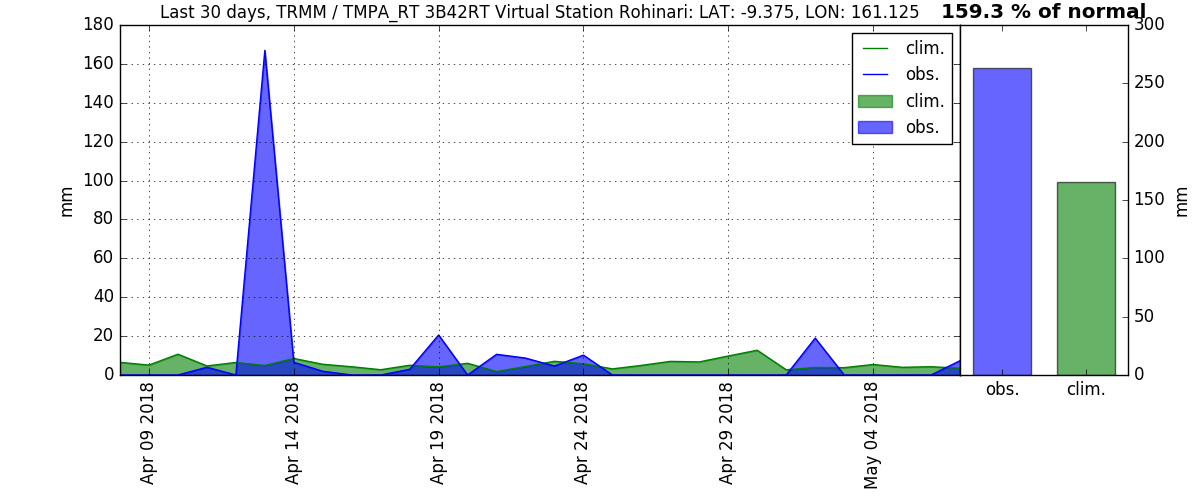 Last 30 days, TRMM / TMPA_RT 3B42RT Virtual Station Rohinari: LAT: -9.375, LON: 161.125
159.3 % of normal
180
160
140
120
100
80
60
40
20
0
mm
clim.
obs.
clim.
obs.
Apr 09 2018
Apr 14 2018
Apr 19 2018
Apr 24 2018
Apr 29 2018
May 04 2018
300
250
200
150
100
50
0
mm
obs.
clim.